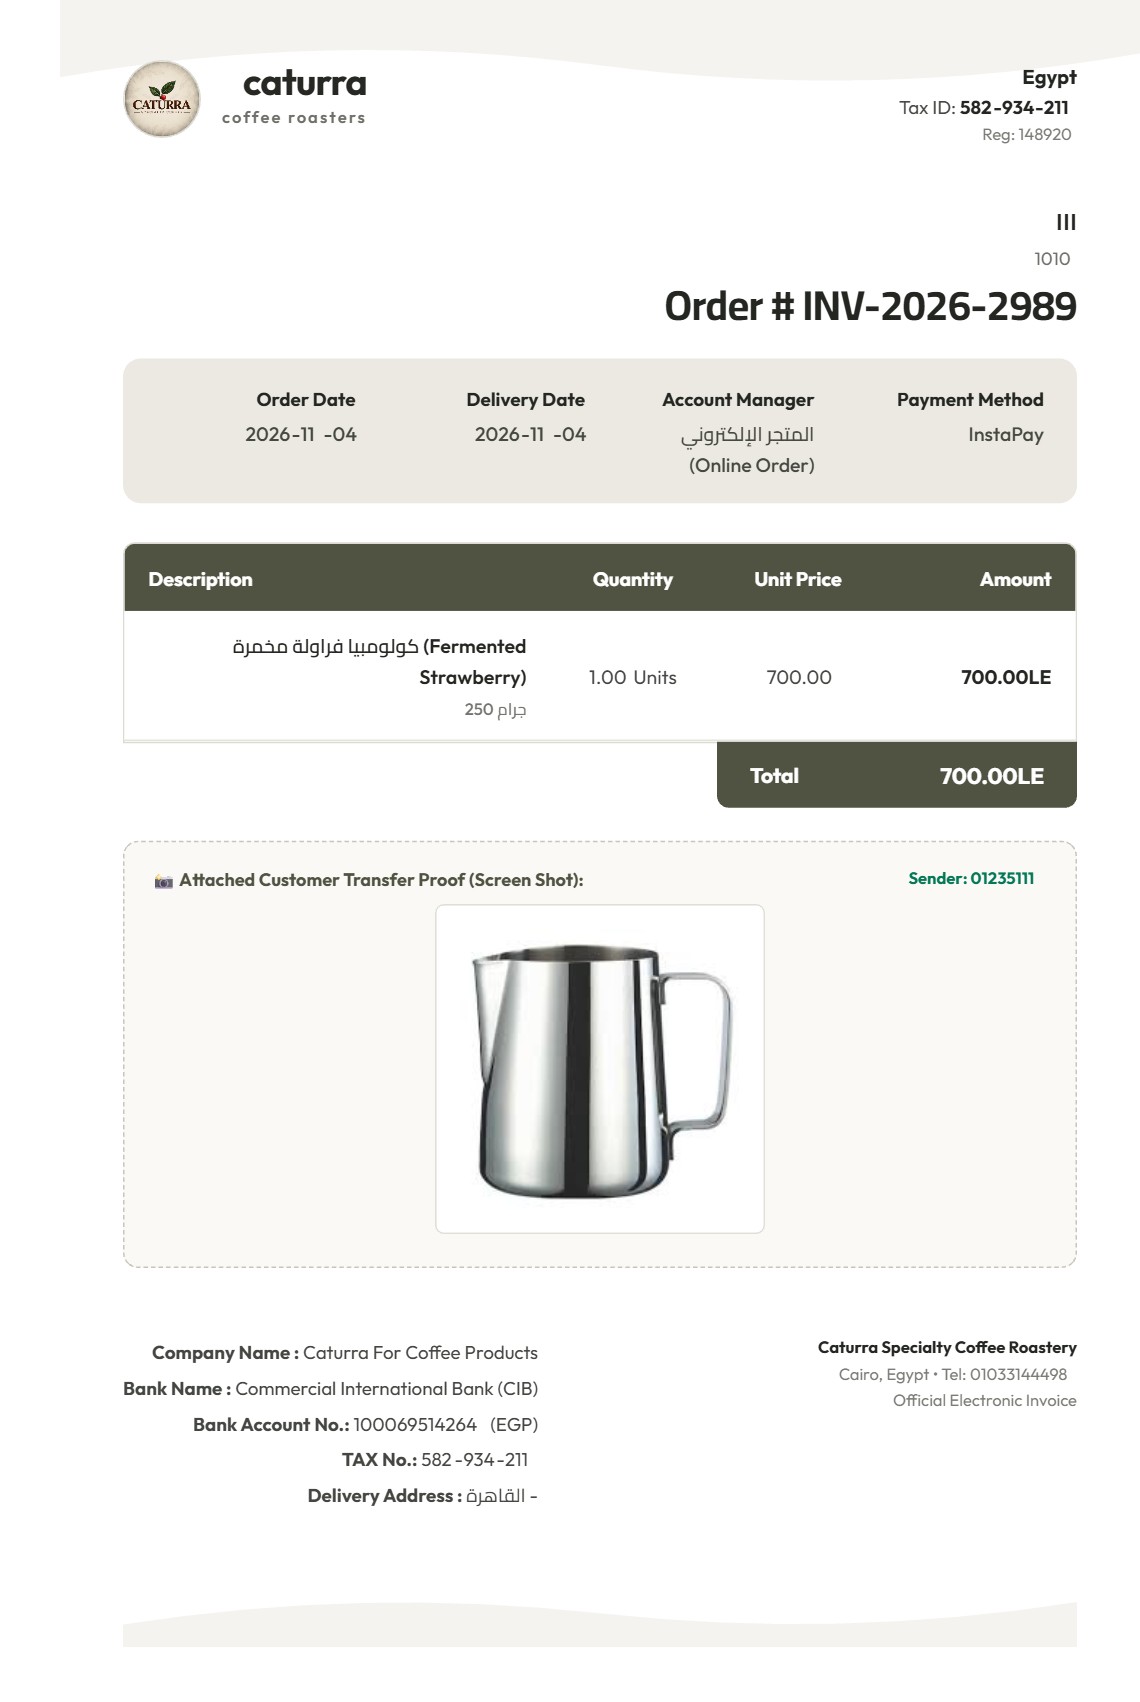 CATURRA
caturra
coffee roasters
Egypt
Tax ID: 582-934-211
Reg: 148920
III
1010
Order # INV-2026-2989
Order Date Delivery Date Account Manager Payment Method
2026-11 -04 2026-11 -04 المتجر الإلكتروني InstaPay
(Online Order)
Description Quantity Unit Price Amount
كولومبيا فراولة مخمرة (Fermented
Strawberry) 1.00 Units 700.00 700.00LE
250 جرام
Total 700.00LE
Attached Customer Transfer Proof (Screen Shot): Sender: 01235111
Company Name : Caturra For Coffee Products
Bank Name : Commercial International Bank (CIB)
Bank Account No.: 100069514264 (EGP)
TAX No.: 582-934-211
Delivery Address : القاهرة -
Caturra Specialty Coffee Roastery
Cairo, Egypt • Tel: 01033144498
Official Electronic Invoice